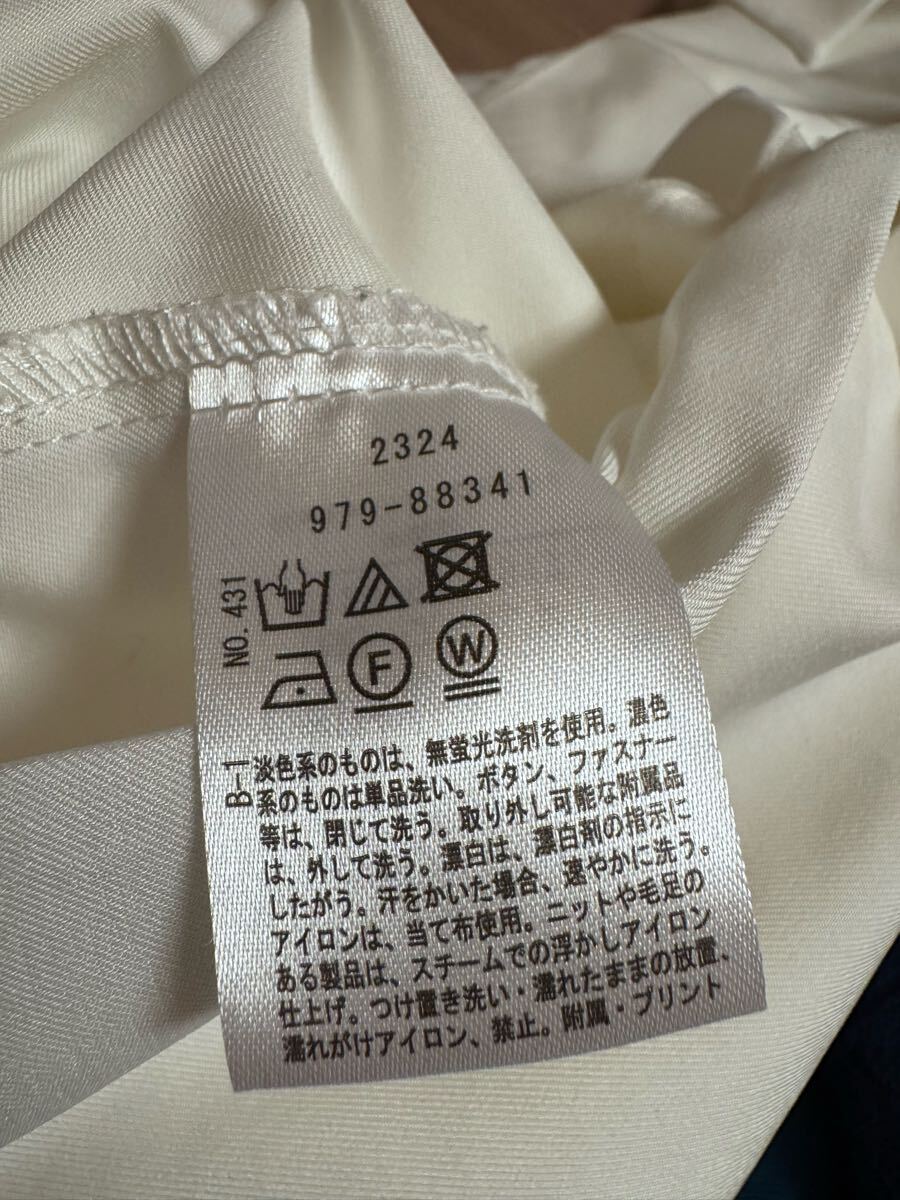 2324
979-88341
NO. 431
F
W
B-1
淡色系のものは、無蛍光洗剤を使用。濃色
系のものは単品洗い。ボタン、ファスナー
等は、閉じて洗う。取り外し可能な附属品
は、外して洗う。漂白は、漂白剤の指示に
したがう。汗をかいた場合、速やかに洗う。
アイロンは、当て布使用。ニットや毛足の
ある製品は、スチームでの浮かしアイロン
仕上げ。つけ置き洗い・濡れたままの放置、
濡れがけアイロン、禁止。附属・プリント